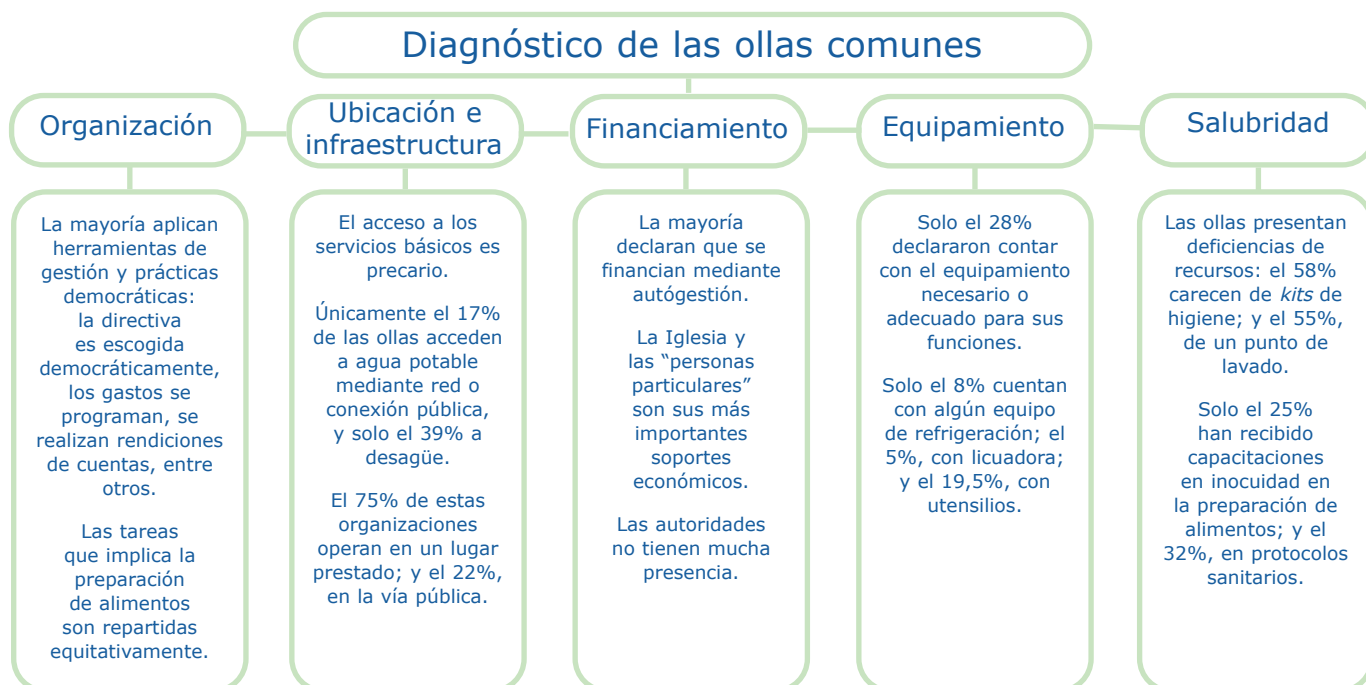 Diagnóstico de las ollas comunes
Organización
Ubicación e
infraestructura
Financiamiento
Equipamiento
Salubridad
La mayoría aplican
herramientas de
gestión y prácticas
democráticas:
la directiva
es escogida
democráticamente,
los gastos se
programan, se
realizan rendiciones
de cuentas, entre
otros.
Las tareas
que implica la
preparación
de alimentos
son repartidas
equitativamente.
El acceso a los
servicios básicos es
precario.
Únicamente el 17%
de las ollas acceden
a agua potable
mediante red o
conexión pública,
y solo el 39% a
desagüe.
El 75% de estas
organizaciones
operan en un lugar
prestado; y el 22%,
en la vía pública.
La mayoría
declaran que se
financian mediante
autógestión.
La Iglesia y
las “personas
particulares”
son sus más
importantes
soportes
económicos.
Las autoridades
no tienen mucha
presencia.
Solo el 28%
declararon contar
con el equipamiento
necesario o
adecuado para sus
funciones.
Solo el 8% cuentan
con algún equipo
de refrigeración; el
5%, con licuadora;
y el 19,5%, con
utensilios.
Las ollas presentan
deficiencias de
recursos: el 58%
carecen de kits de
higiene; y el 55%,
de un punto de
lavado.
Solo el 25%
han recibido
capacitaciones
en inocuidad en
la preparación de
alimentos; y el
32%, en protocolos
sanitarios.